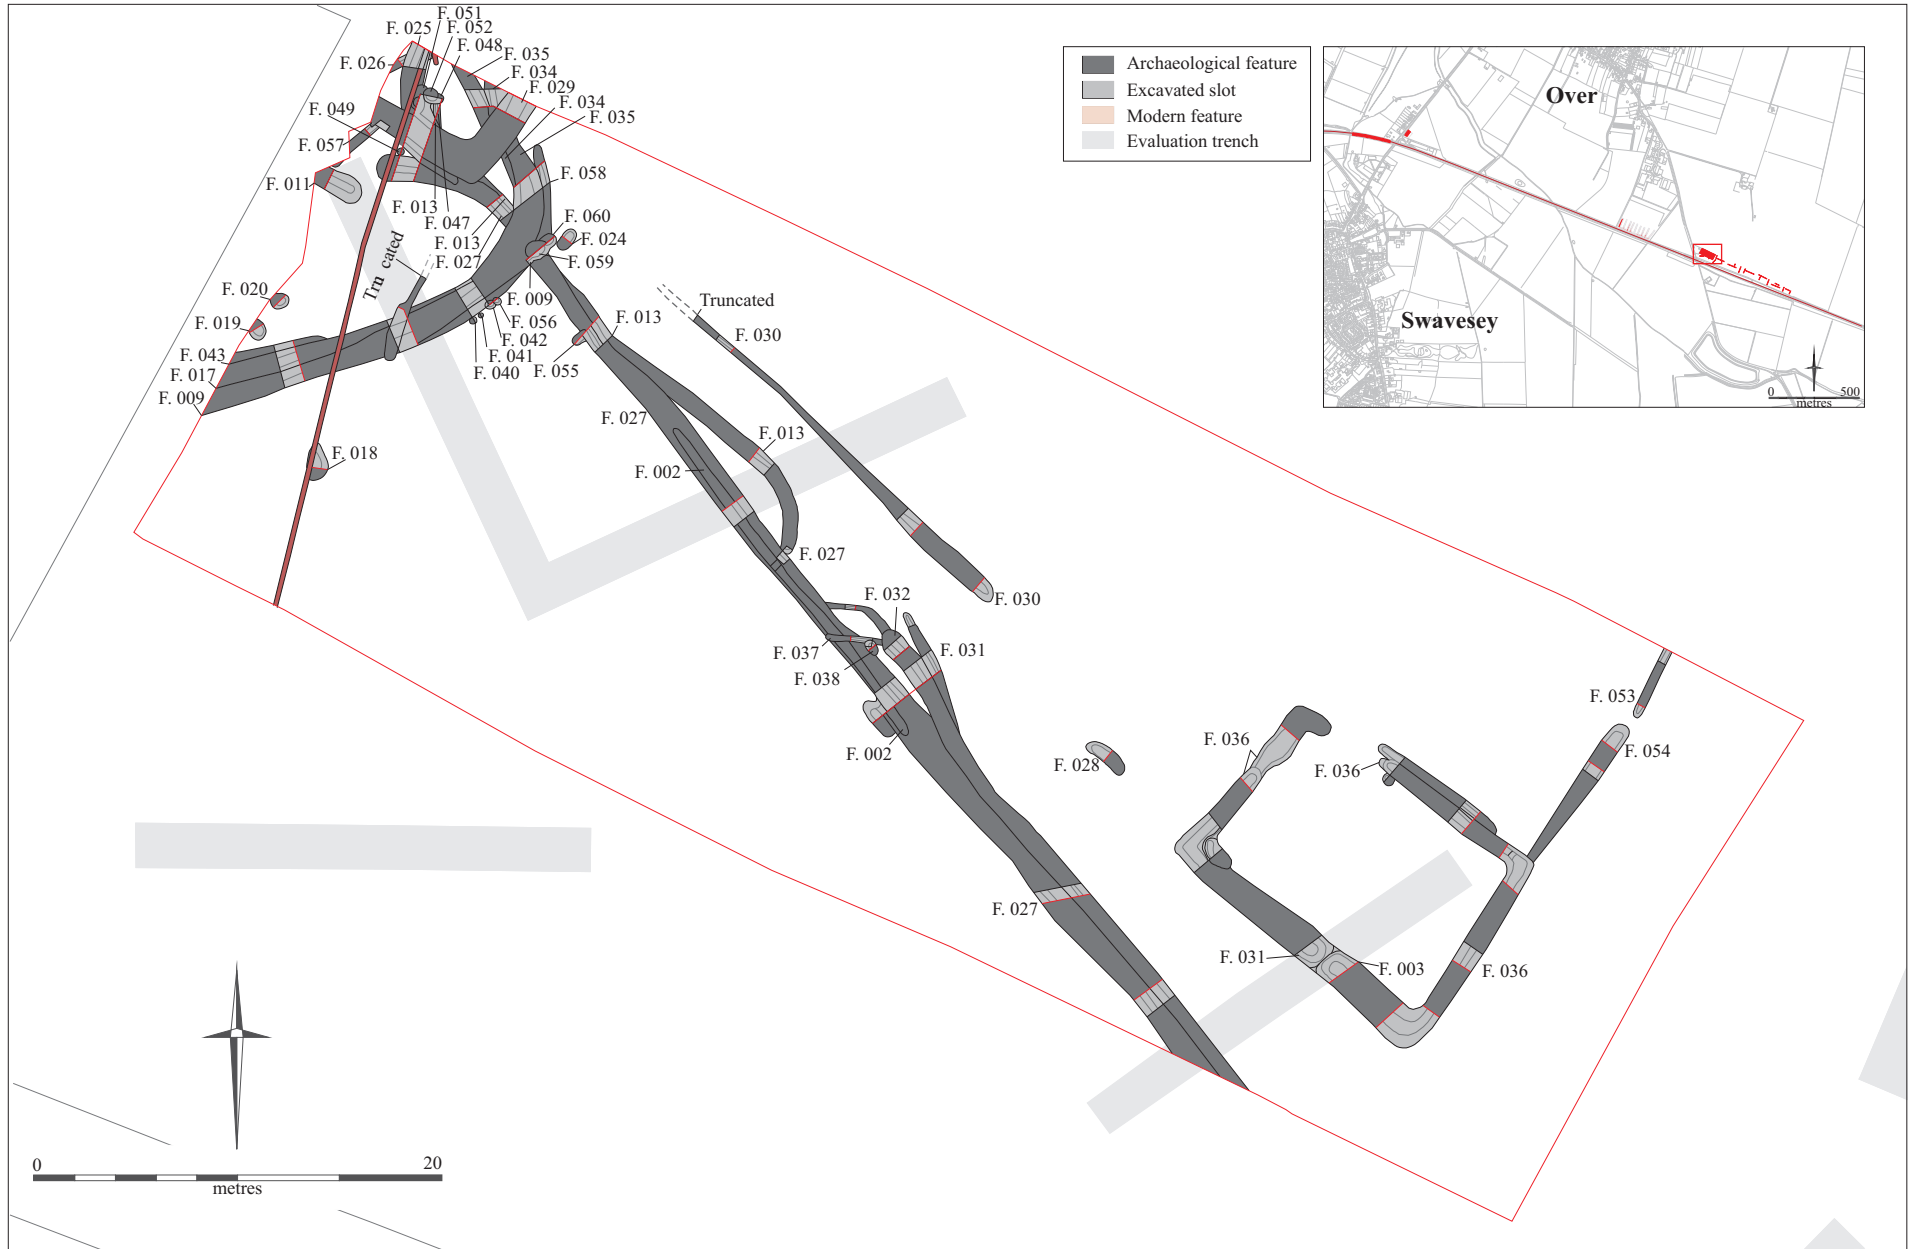 F. 051
F. 025
F. 052
F. 048
F. 035
F. 026
F. 034
F. 029
F. 049
F. 034
F. 035
F. 057
F. 011
F. 058
F. 013
F. 047
F. 060
F. 013
F. 024
F. 027
F. 059
Tru cated
F. 020
F. 009
Truncated
F. 019
F. 056
F. 013
F. 030
F. 043
F. 042
F. 041
F. 017
F. 040
F. 055
F. 009
F. 027
F. 013
F. 018
F. 002
F. 027
F. 032
F. 030
F. 037
F. 031
F. 038
F. 053
F. 002
F. 036
F. 054
F. 028
F. 036
F. 027
F. 031
F. 003
F. 036
0 20
metres
Archaeological feature
Excavated slot
Modern feature
Evaluation trench
Over
Swavesey
0 500
metres